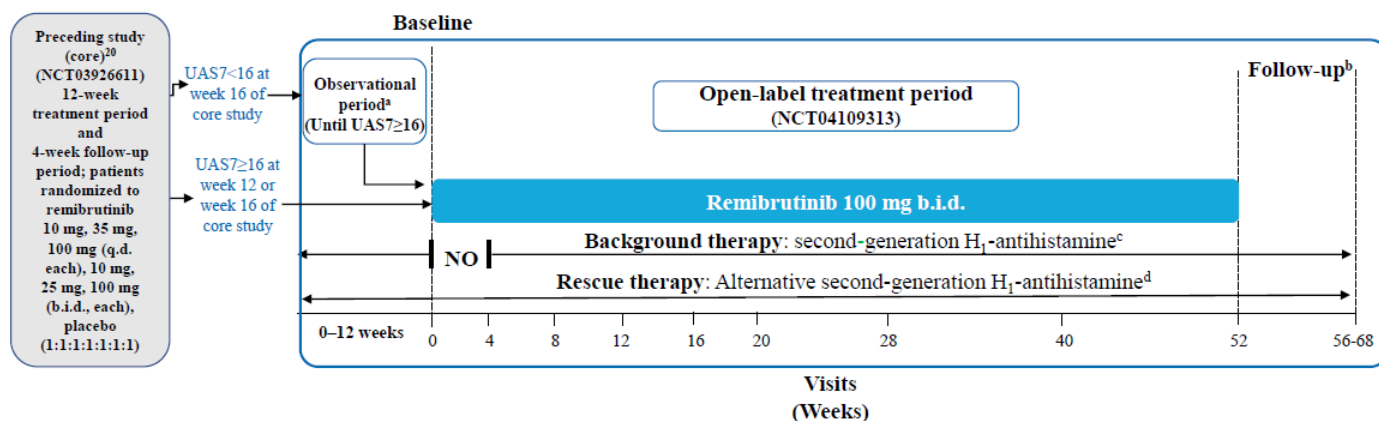 Preceding study
(core)20
(NCT03926611)
12-week
treatment period
and
4-week follow-up
period; patients
randomized to
remibrutinib
10 mg, 35 mg,
100 mg (q.d.
each), 10 mg,
25 mg, 100 mg
(b.i.d., each),
placebo
(1:1:1:1:1:1:1)
UAS7<16 at
week 16 of
core study
UAS7≥16 at
week 12 or
week 16 of
core study
Baseline
Observational
perioda
(Until UAS7≥16)
Open-label treatment period
(NCT04109313)
Follow-upb
Remibrutinib 100 mg b.i.d.
NO
Background therapy: second-generation H1-antihistaminec
Rescue therapy: Alternative second-generation H1-antihistamined
0–12 weeks
0 4 8 12 16 20 28 40 52 56-68
Visits
(Weeks)